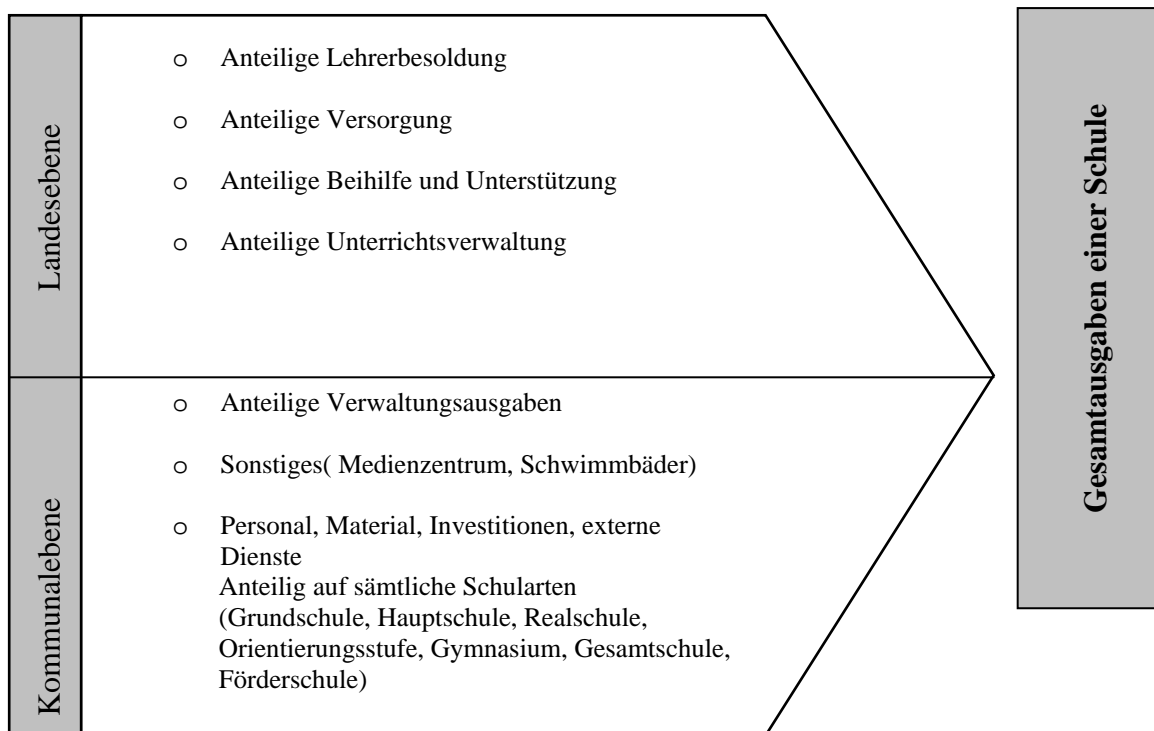 Landesebene
o Anteilige Lehrerbesoldung
o Anteilige Versorgung
o Anteilige Beihilfe und Unterstützung
o Anteilige Unterrichtsverwaltung
Kommunalebene
o Anteilige Verwaltungsausgaben
o Sonstiges( Medienzentrum, Schwimmbäder)
o Personal, Material, Investitionen, externe
Dienste
Anteilig auf sämtliche Schularten
(Grundschule, Hauptschule, Realschule,
Orientierungsstufe, Gymnasium, Gesamtschule,
Förderschule)
Gesamtausgaben einer Schule